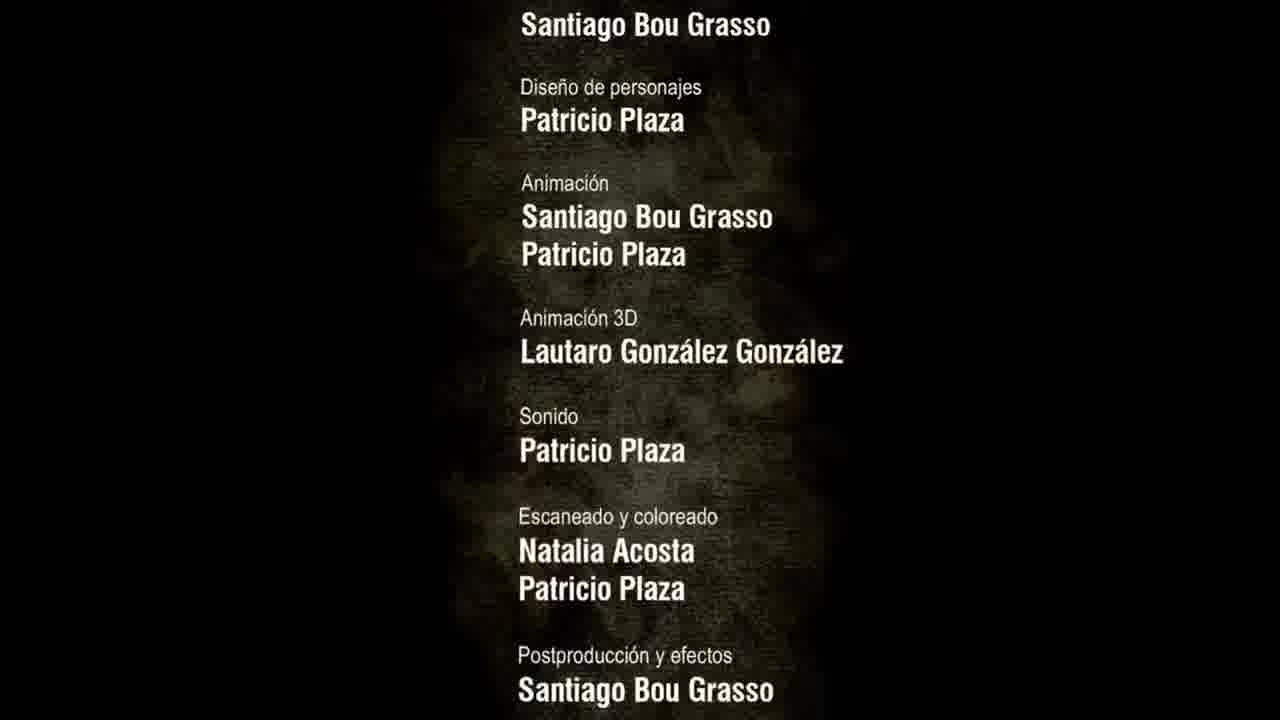 Santiago Bou Grasso
Diseño de personajes
Patricio Plaza
Animación
Santiago Bou Grasso
Patricio Plaza
Animación 3D
Lautaro González González
Sonido
Patricio Plaza
Escaneado y coloreado
Natalia Acosta
Patricio Plaza
Postproducción y efectos
Santiago Bou Grasso